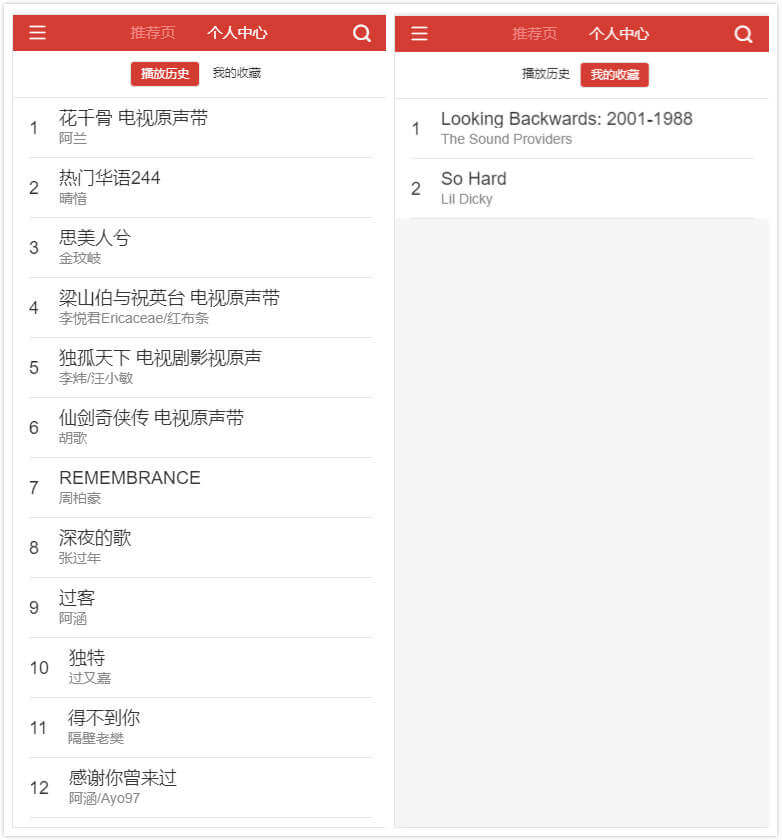 推荐页 个人中心
播放历史 我的收藏
1 花千骨 电视原声带
阿兰
2 热门华语244
晴愔
3 思美人兮
金玟岐
4 梁山伯与祝英台 电视原声带
李悦君Ericaceae/红布条
5 独孤天下 电视剧影视原声
李炜/汪小敏
6 仙剑奇侠传 电视原声带
胡歌
7 REMEMBRANCE
周柏豪
8 深夜的歌
张过年
9 过客
阿涵
10 独特
过又嘉
11 得不到你
隔壁老樊
12 感谢你曾来过
阿涵/Ayo97
推荐页 个人中心
播放历史 我的收藏
1 Looking Backwards: 2001-1988
The Sound Providers
2 So Hard
Lil Dicky